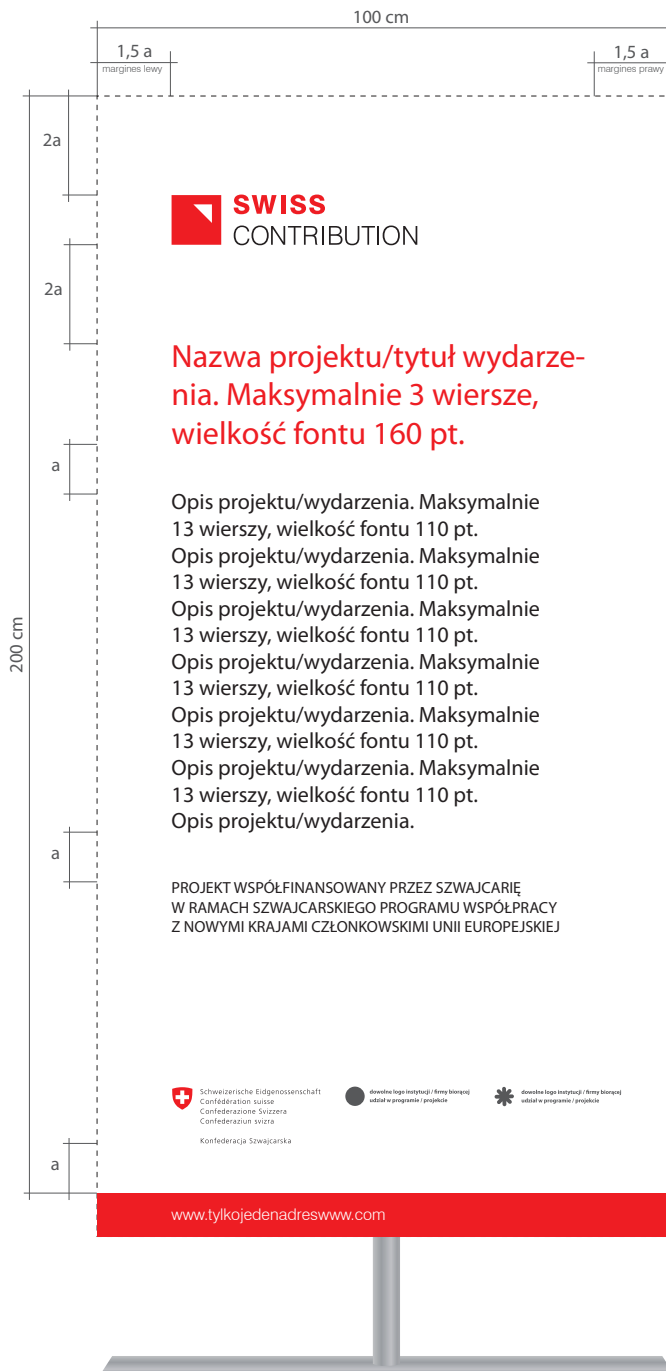 100 cm
1,5 a
margines lewy
1,5 a
margines prawy
2a
SWISS
CONTRIBUTION
2a
Nazwa projektu/tytuł wydarze-
nia. Maksymalnie 3 wiersze,
wielkość fontu 160 pt.
a
Opis projektu/wydarzenia. Maksymalnie
13 wierszy, wielkość fontu 110 pt.
Opis projektu/wydarzenia. Maksymalnie
13 wierszy, wielkość fontu 110 pt.
Opis projektu/wydarzenia. Maksymalnie
13 wierszy, wielkość fontu 110 pt.
Opis projektu/wydarzenia. Maksymalnie
13 wierszy, wielkość fontu 110 pt.
Opis projektu/wydarzenia. Maksymalnie
13 wierszy, wielkość fontu 110 pt.
Opis projektu/wydarzenia. Maksymalnie
13 wierszy, wielkość fontu 110 pt.
Opis projektu/wydarzenia.
200 cm
a
PROJEKT WSPÓŁFINANSOWANY PRZEZ SZWAJCARIĘ
W RAMACH SZWAJCARSKIEGO PROGRAMU WSPÓŁPRACY
Z NOWYMI KRAJAMI CZŁONKOWSKIMI UNII EUROPEJSKIEJ
Schweizerische Eidgenossenschaft
Confédération suisse
Confederazione Svizzera
Confederaziun svizra
Konfederacja Szwajcarska
dowolne logo instytucji / firmy biorącej
udział w programie / projekcie
dowolne logo instytucji / firmy biorącej
udział w programie / projekcie
a
www.tylkojedenadreswww.com